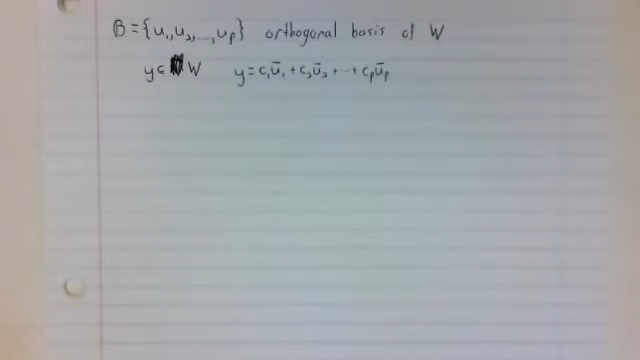 B = {u₁, u₂, ..., uₚ} orthogonal basis of W
y ∈ W y = c₁ū₁ + c₂ū₂ + ... + cₚūₚ